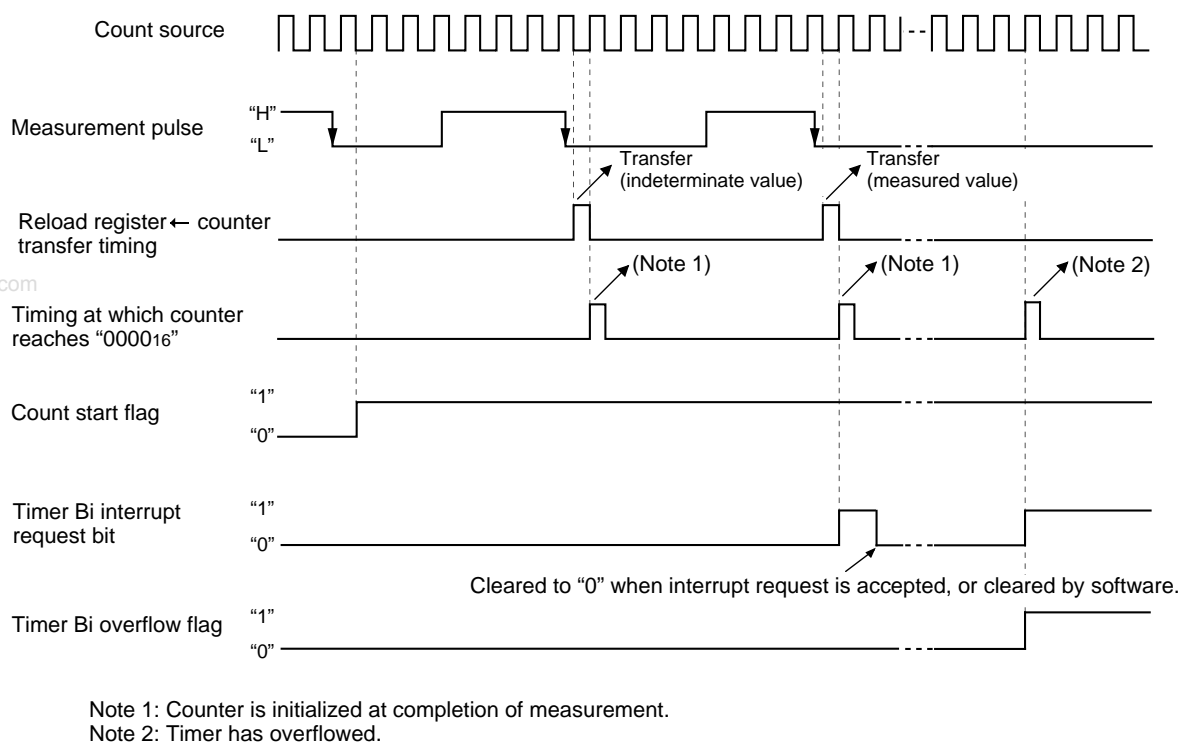 Count source
Measurement pulse
“H”
“L”
Transfer
(indeterminate value)
Transfer
(measured value)
Reload register ← counter
transfer timing
(Note 1)
(Note 1)
(Note 2)
com
Timing at which counter
reaches “000016”
Count start flag
“1”
“0”
Timer Bi interrupt
request bit
“1”
“0”
Cleared to “0” when interrupt request is accepted, or cleared by software.
Timer Bi overflow flag
“1”
“0”
Note 1: Counter is initialized at completion of measurement.
Note 2: Timer has overflowed.